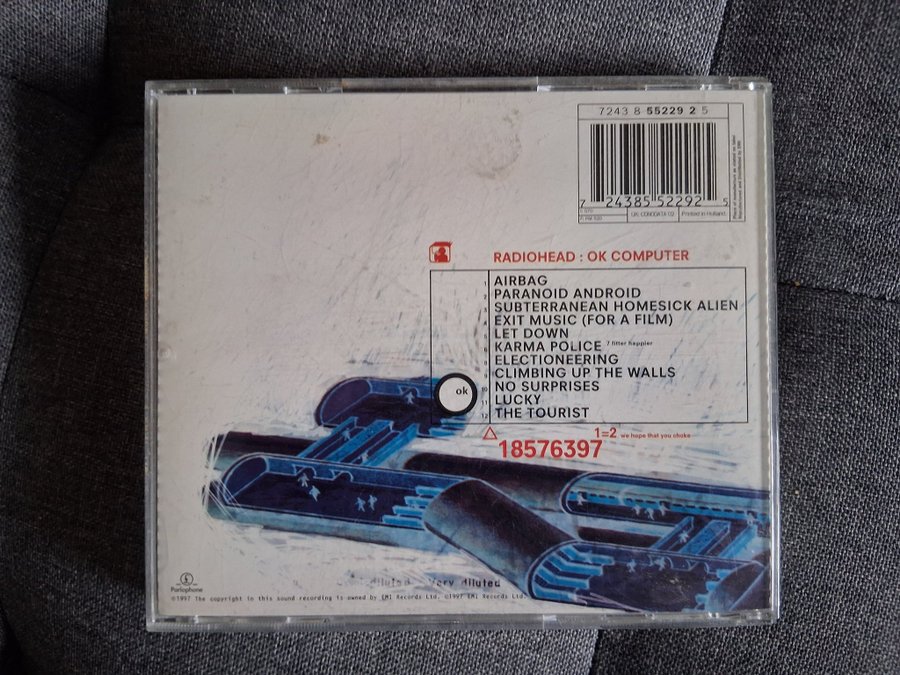 7243 8 55229 2 5
7 24385 52292 5
UK: CDNODATA 02
Printed in Holland
RADIOHEAD : OK COMPUTER
1 AIRBAG
2 PARANOID ANDROID
3 SUBTERRANEAN HOMESICK ALIEN
4 EXIT MUSIC (FOR A FILM)
5 LET DOWN
6 KARMA POLICE 7 fitter happier
8 ELECTIONEERING
9 CLIMBING UP THE WALLS
10 NO SURPRISES
11 LUCKY
12 THE TOURIST
ok
1=2 we hope that you choke
18576397
diluted Very diluted
Parlophone
©1997 The copyright in this sound recording is owned by EMI Records Ltd. ©1997 EMI Records Ltd.